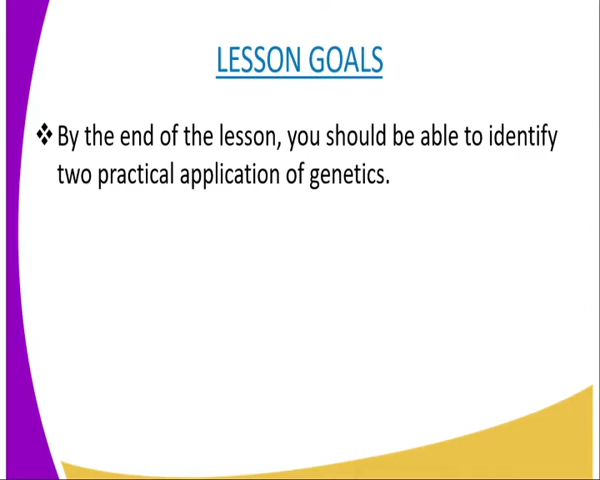 LESSON GOALS
❖By the end of the lesson, you should be able to identify
two practical application of genetics.